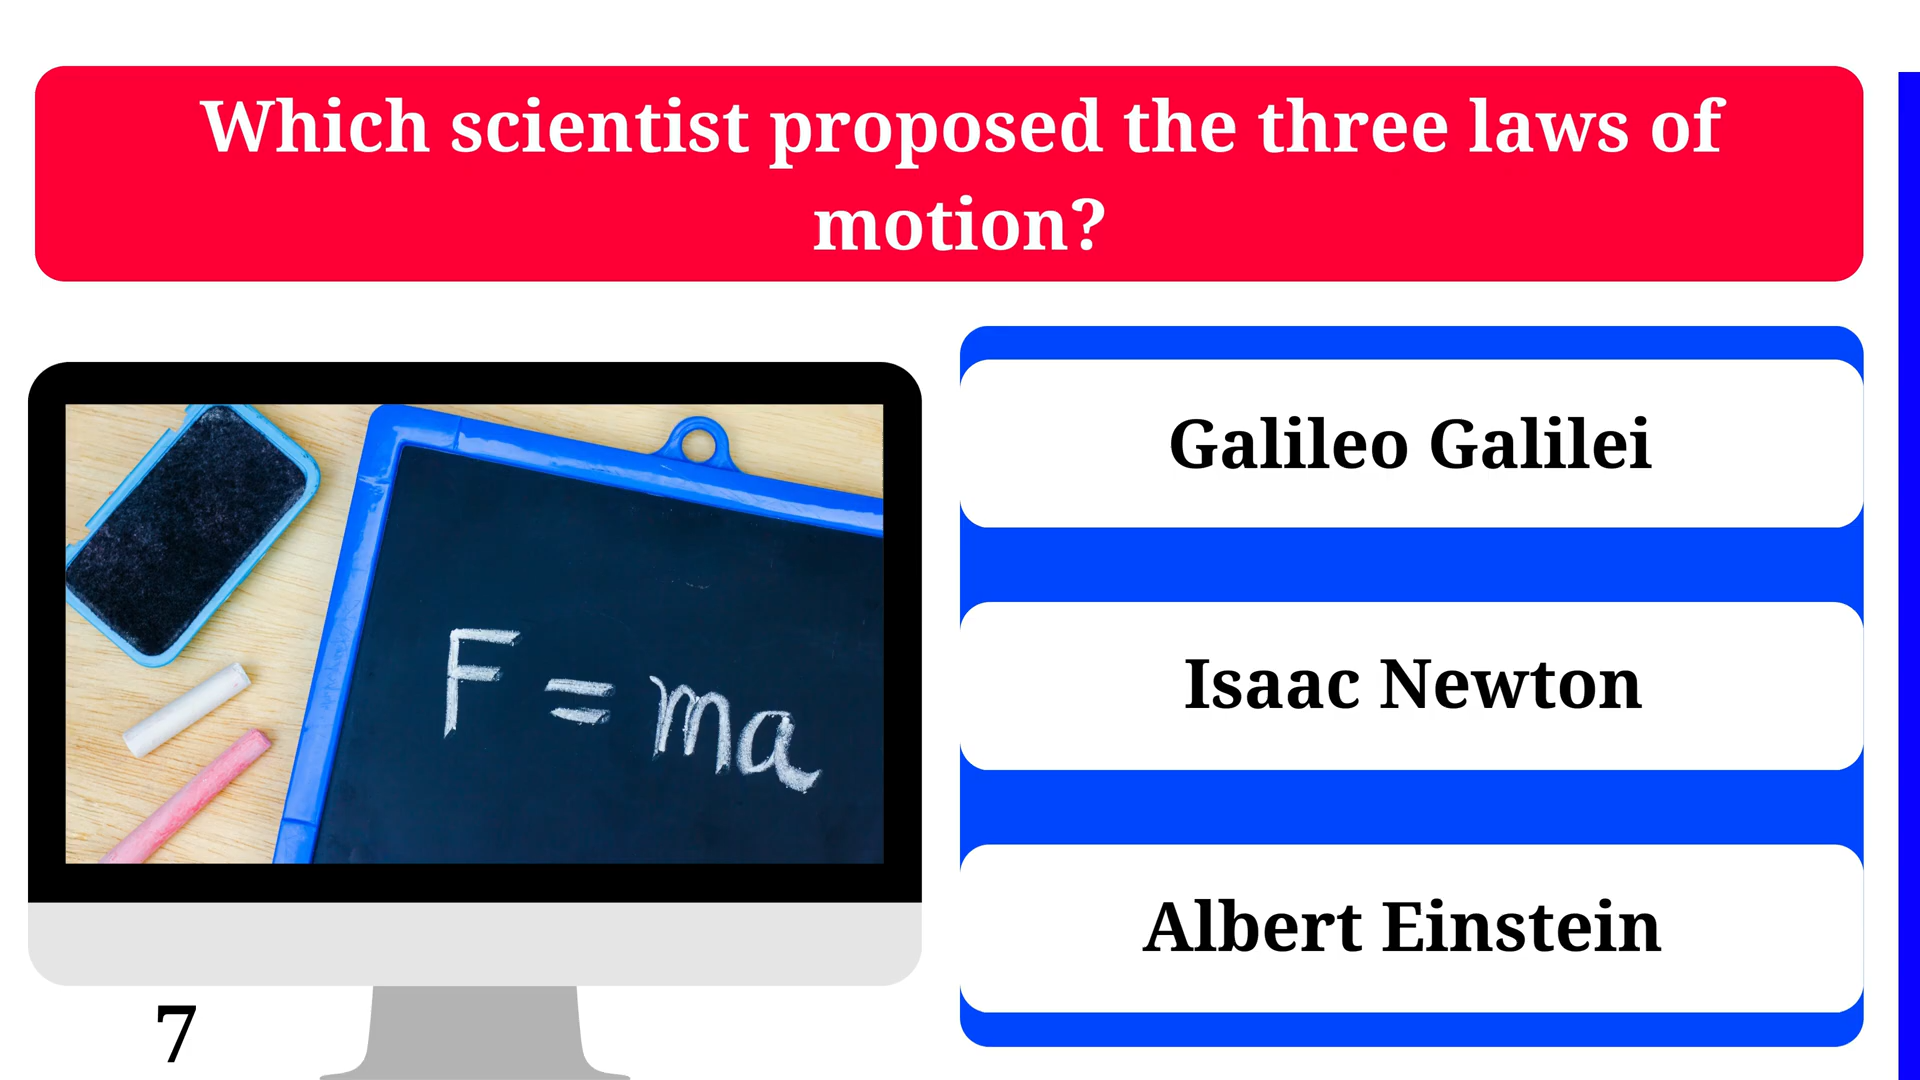 Which scientist proposed the three laws of
motion?
F = ma
Galileo Galilei
Isaac Newton
Albert Einstein
7